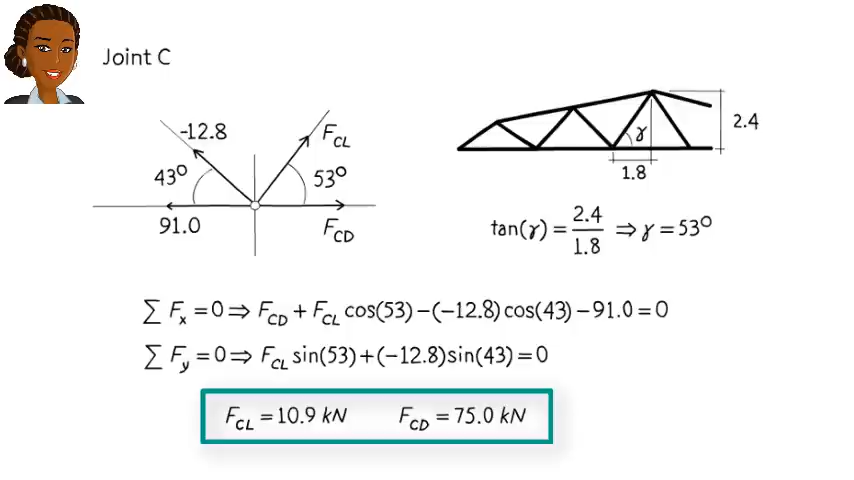 Joint C
-12.8
F_CL
43°
53°
91.0
F_CD
γ
2.4
1.8
tan(γ) = 2.4/1.8 ⇒ γ = 53°
∑ F_x = 0 ⇒ F_CD + F_CL cos(53) − (−12.8) cos(43) − 91.0 = 0
∑ F_y = 0 ⇒ F_CL sin(53) + (−12.8) sin(43) = 0
F_CL = 10.9 kN F_CD = 75.0 kN